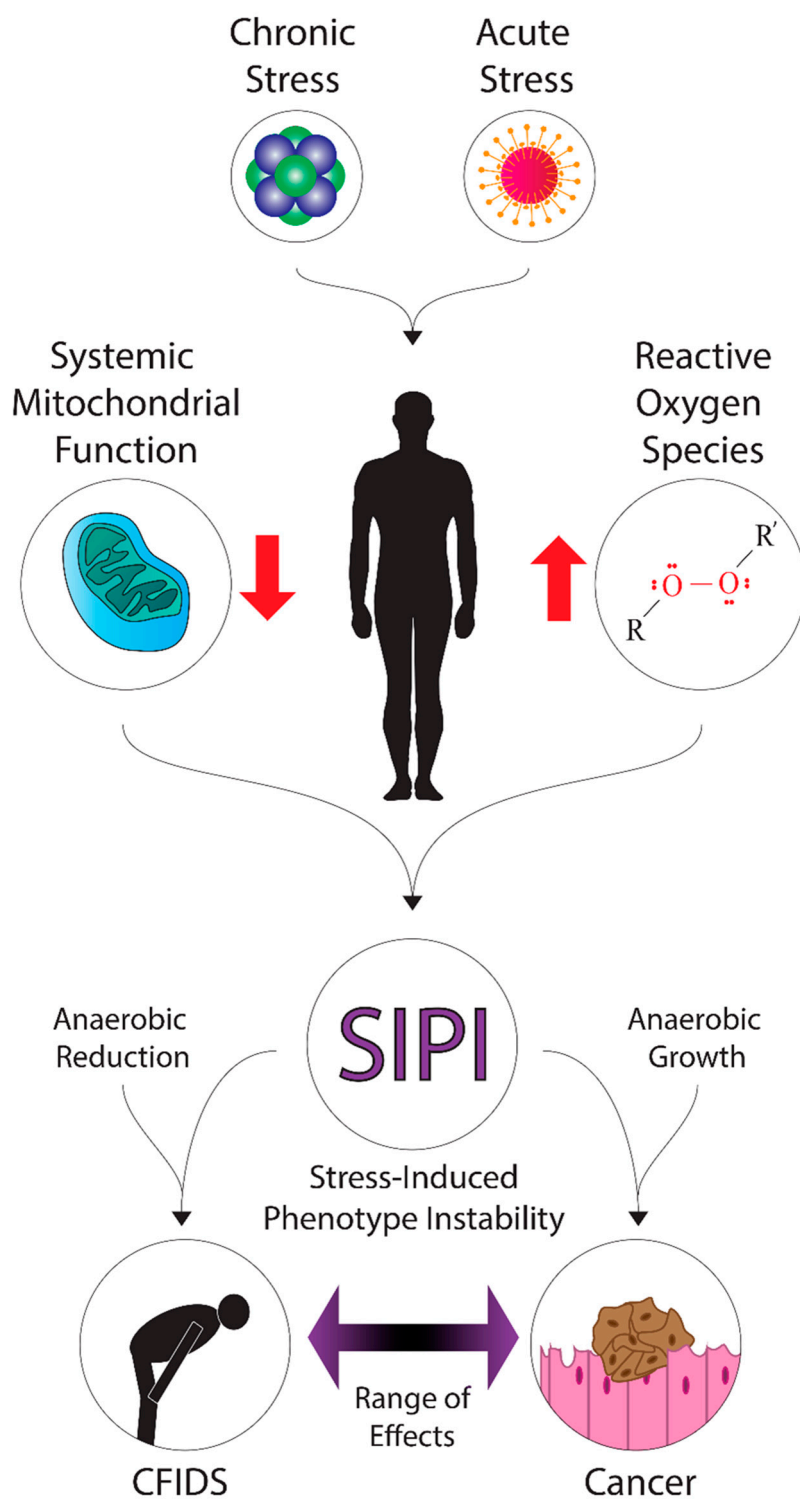 Chronic
Stress
Acute
Stress
Systemic
Mitochondrial
Function
Reactive
Oxygen
Species
R'
O
O
R
SIPI
Stress-Induced
Phenotype Instability
Anaerobic
Reduction
Anaerobic
Growth
Range of
Effects
CFIDS
Cancer